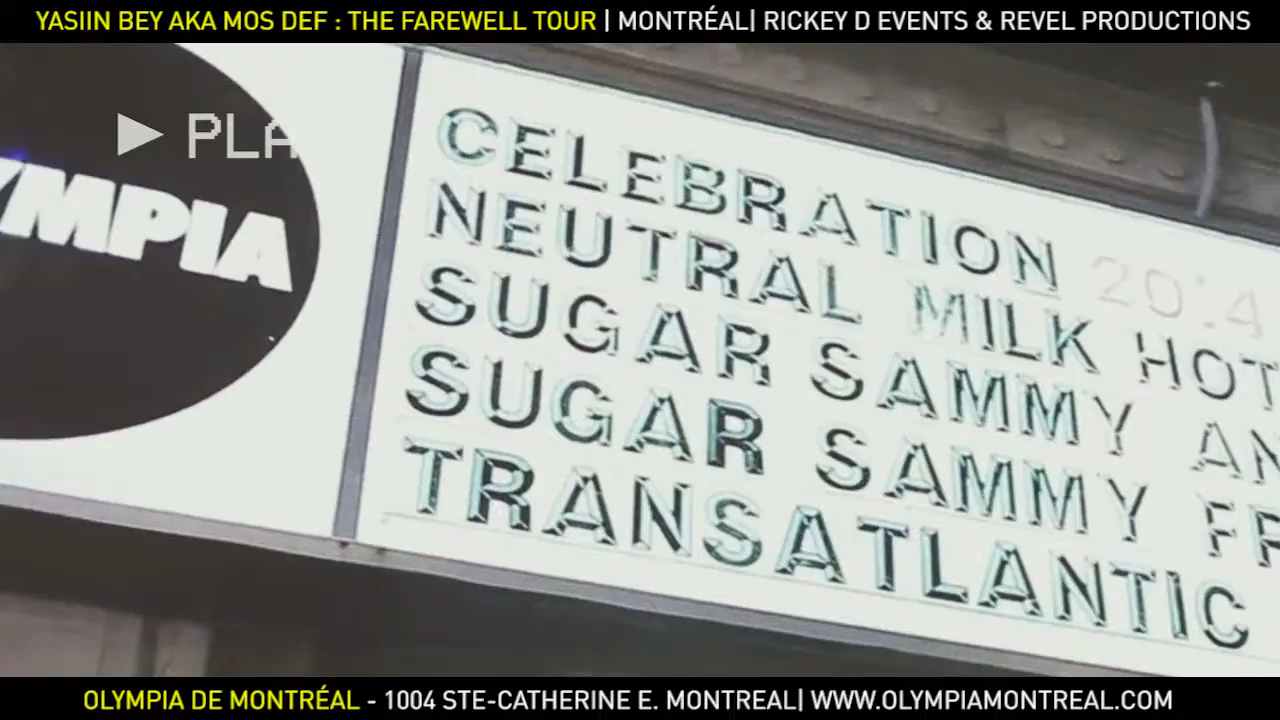 YASIIN BEY AKA MOS DEF : THE FAREWELL TOUR | MONTRÉAL| RICKEY D EVENTS & REVEL PRODUCTIONS
PLA
YMPIA
CELEBRATION
NEUTRAL MILK HOT
SUGAR SAMMY AN
SUGAR SAMMY FR
TRANSATLANTIC
OLYMPIA DE MONTRÉAL - 1004 STE-CATHERINE E. MONTREAL| WWW.OLYMPIAMONTREAL.COM